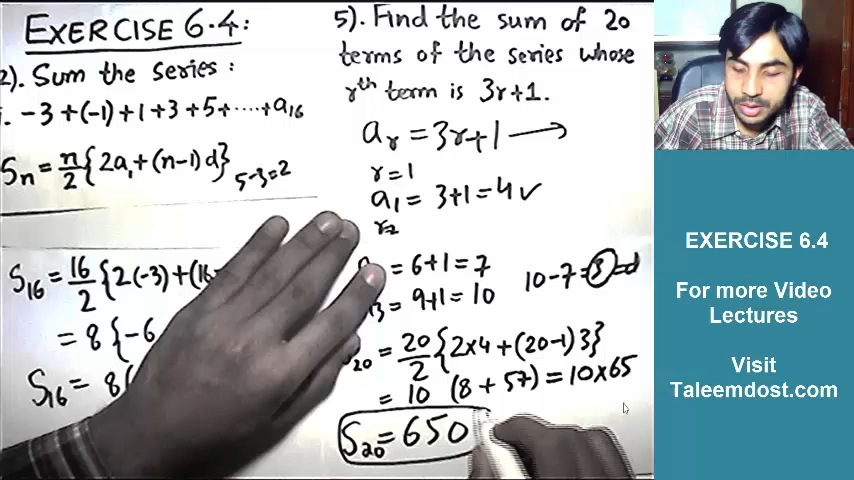 EXERCISE 6.4:
2). Sum the series:
-3+(-1)+1+3+5+.....+a16
Sn = n/2 {2a1+(n-1)d}
5-3=2
S16 = 16/2 {2(-3)+(16
= 8{-6
S16 = 8(
5). Find the sum of 20
terms of the series whose
rth term is 3r+1.
ar = 3r+1 →
r=1
a1 = 3+1 = 4 ✓
= 6+1 = 7
10-7=3=d
= 9+1 = 10
20 = 20/2 {2×4+(20-1)3}
= 10 (8+57) = 10×65
S20 = 650
EXERCISE 6.4
For more Video
Lectures
Visit
Taleemdost.com